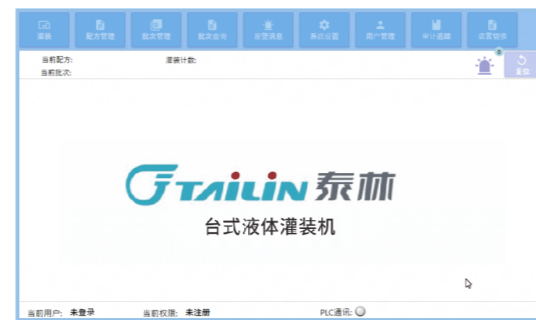 灌装 配方管理 批次管理 批次查询 报警消息 系统设置 用户管理 审计追踪 语言切换
当前配方: 灌装计数:
当前批次:
复位
TAILIN 泰林
台式液体灌装机
当前用户: 未登录 当前权限: 未注册 PLC通讯: